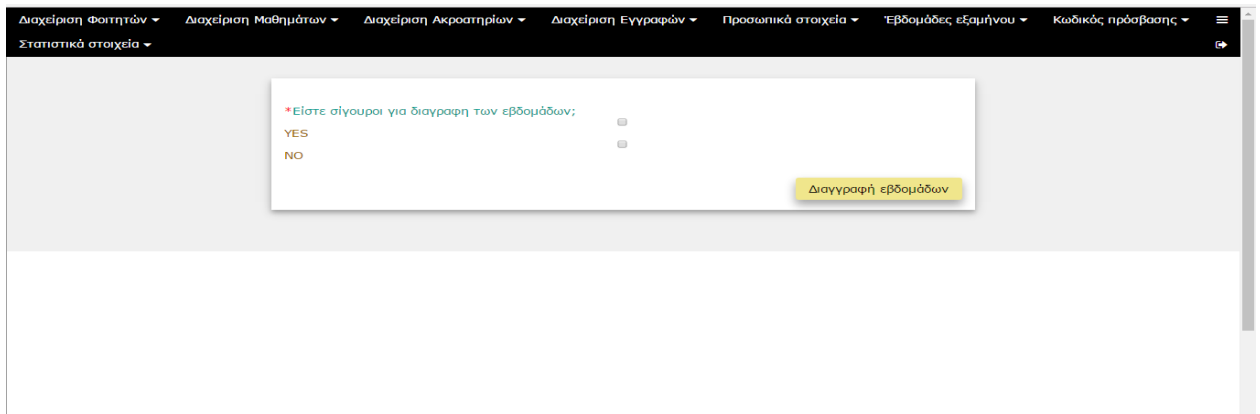 Διαχείριση Φοιτητών Διαχείριση Μαθημάτων Διαχείριση Ακροατηρίων Διαχείριση Εγγραφών Προσωπικά στοιχεία Έβδομάδες εξαμήνου Κωδικός πρόσβασης
Στατιστικά στοιχεία
*Είστε σίγουροι για διαγραφη των εβδομάδων;
YES
NO
Διαγγραφή εβδομάδων